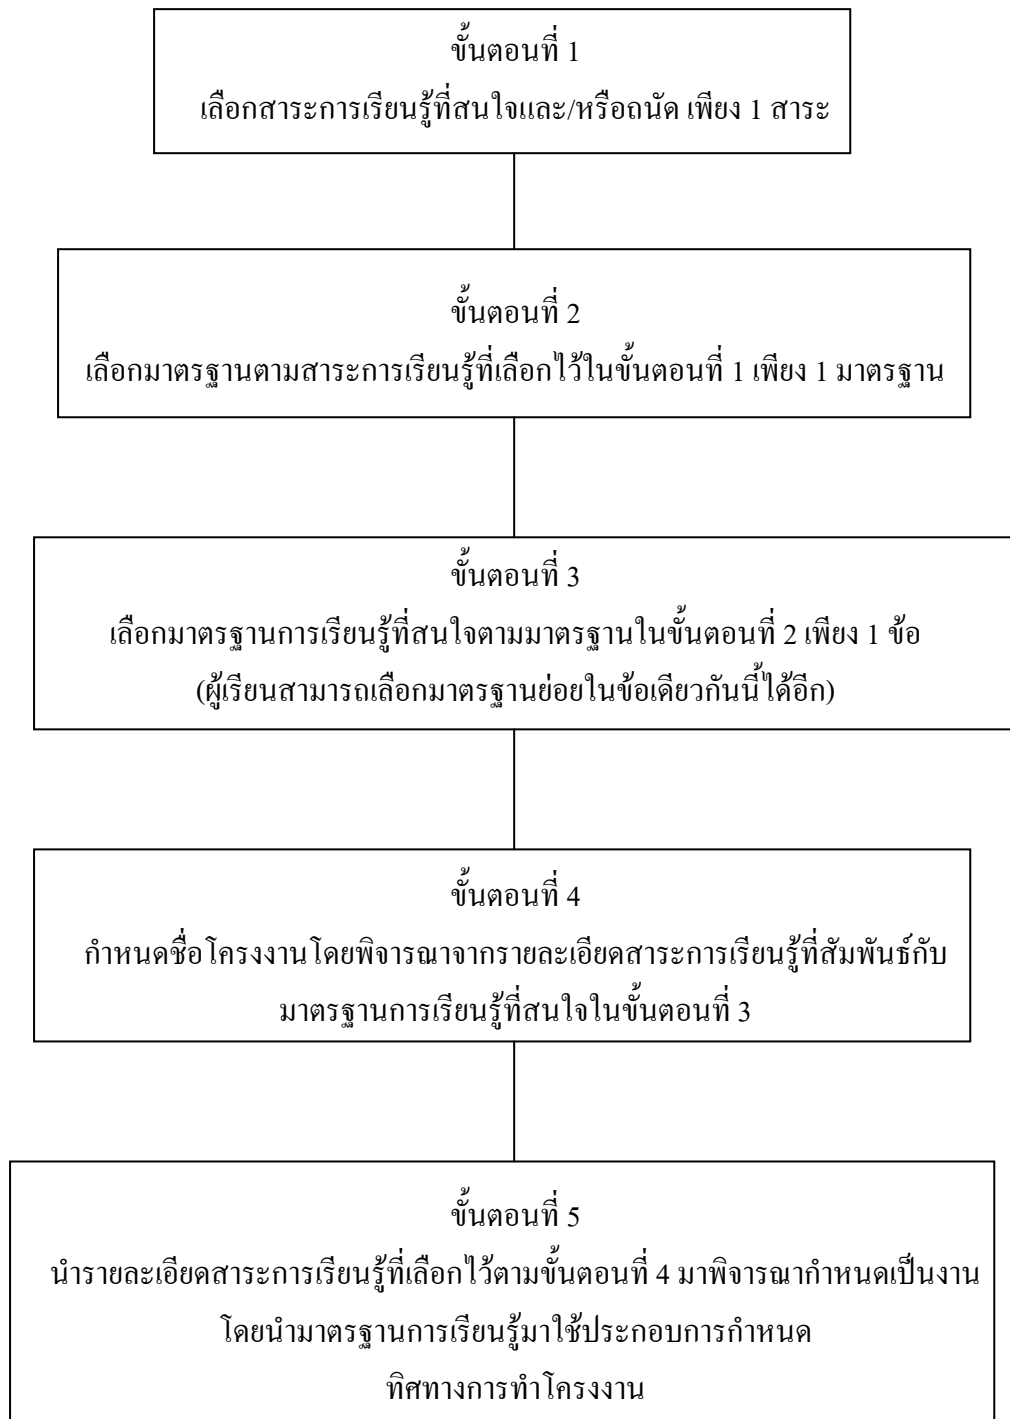 ขั้นตอนที่ 1
เลือกสาระการเรียนรู้ที่สนใจและ/หรือถนัด เพียง 1 สาระ
ขั้นตอนที่ 2
เลือกมาตรฐานตามสาระการเรียนรู้ที่เลือกไว้ในขั้นตอนที่ 1 เพียง 1 มาตรฐาน
ขั้นตอนที่ 3
เลือกมาตรฐานการเรียนรู้ที่สนใจตามมาตรฐานในขั้นตอนที่ 2 เพียง 1 ข้อ
(ผู้เรียนสามารถเลือกมาตรฐานย่อยในข้อเดียวกันนี้ได้อีก)
ขั้นตอนที่ 4
กำหนดชื่อโครงงานโดยพิจารณาจากรายละเอียดสาระการเรียนรู้ที่สัมพันธ์กับ
มาตรฐานการเรียนรู้ที่สนใจในขั้นตอนที่ 3
ขั้นตอนที่ 5
นำรายละเอียดสาระการเรียนรู้ที่เลือกไว้ตามขั้นตอนที่ 4 มาพิจารณากำหนดเป็นงาน
โดยนำมาตรฐานการเรียนรู้มาใช้ประกอบการกำหนด
ทิศทางการทำโครงงาน